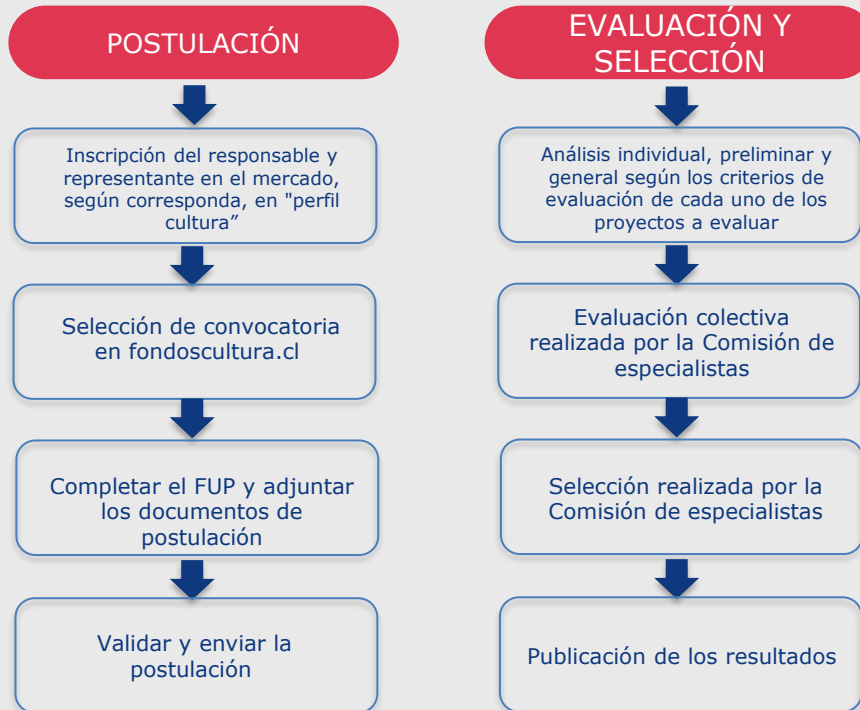 POSTULACIÓN
Inscripción del responsable y
representante en el mercado,
según corresponda, en "perfil
cultura”
Selección de convocatoria
en fondoscultura.cl
Completar el FUP y adjuntar
los documentos de
postulación
Validar y enviar la
postulación
EVALUACIÓN Y
SELECCIÓN
Análisis individual, preliminar y
general según los criterios de
evaluación de cada uno de los
proyectos a evaluar
Evaluación colectiva
realizada por la Comisión de
especialistas
Selección realizada por la
Comisión de especialistas
Publicación de los resultados